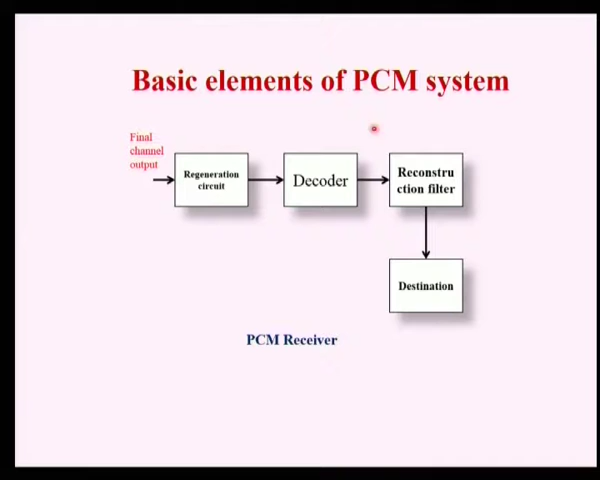 Basic elements of PCM system
Final
channel
output
Regeneration
circuit
Decoder
Reconstru
ction filter
Destination
PCM Receiver